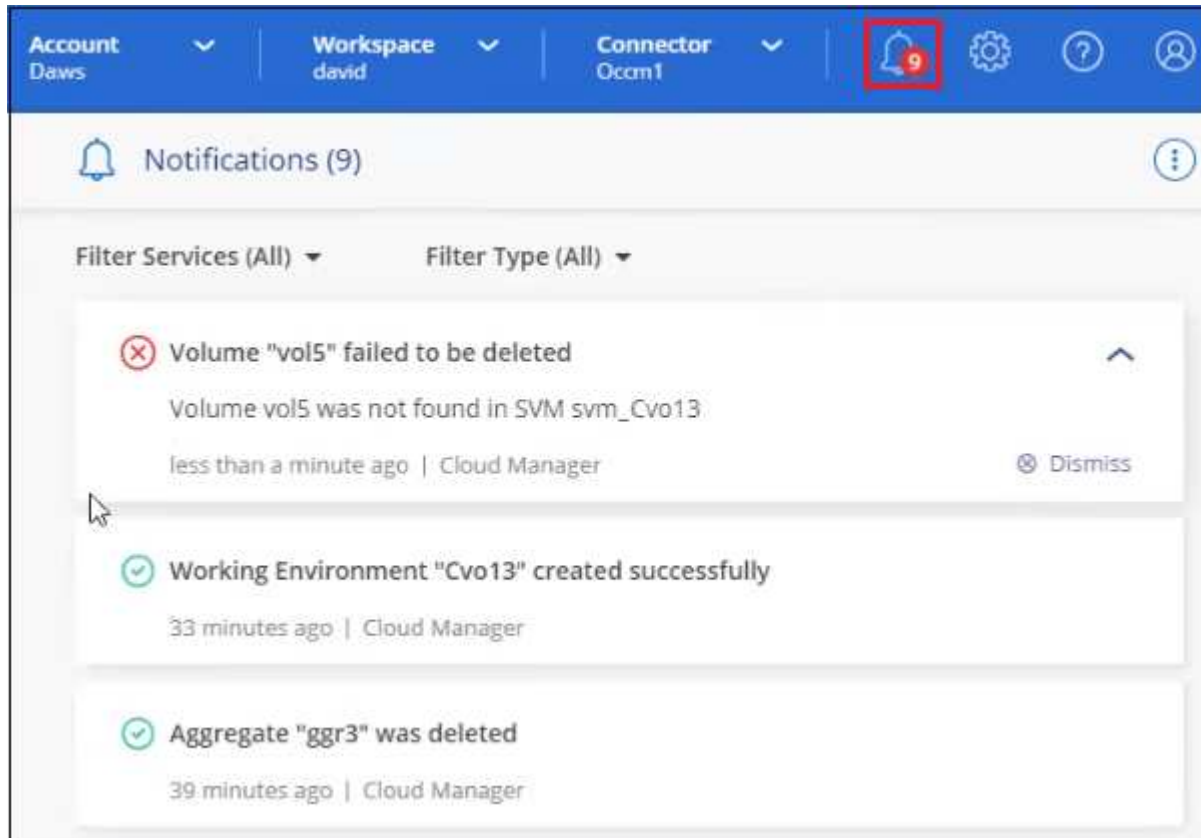 Account Workspace Connector
Daws david Occm1 9
Notifications (9)
Filter Services (All) Filter Type (All)
Volume "vol5" failed to be deleted
Volume vol5 was not found in SVM svm_Cvo13
less than a minute ago | Cloud Manager Dismiss
Working Environment "Cvo13" created successfully
33 minutes ago | Cloud Manager
Aggregate "ggr3" was deleted
39 minutes ago | Cloud Manager